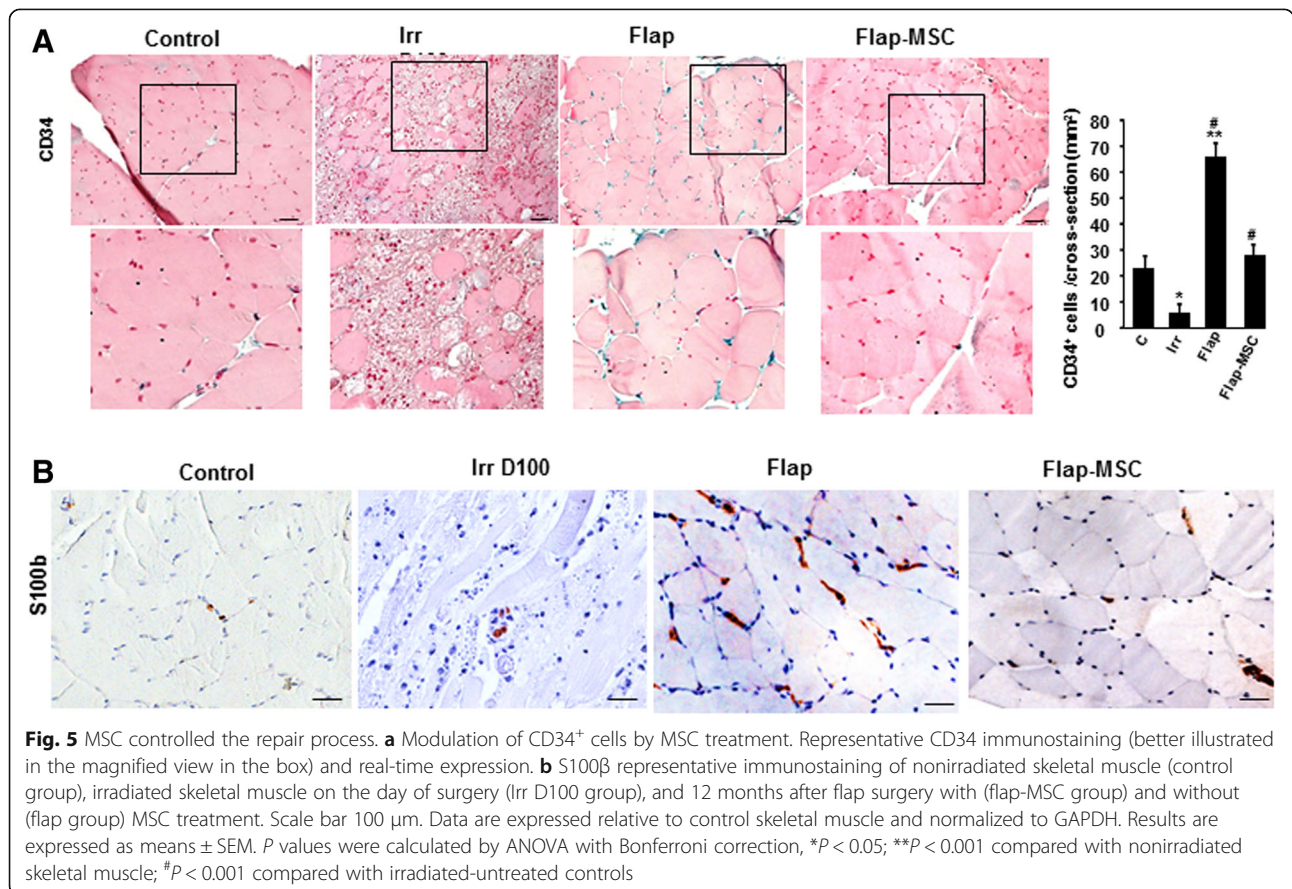 A
Control
Irr
Flap
Flap-MSC
CD34
CD34⁺ cells /cross-section(mm²)
80
70
60
50
40
30
20
10
0
*
#
**
#
C
Irr
Flap
Flap-MSC
B
Control
Irr D100
Flap
Flap-MSC
S100b
Fig. 5 MSC controlled the repair process. a Modulation of CD34⁺ cells by MSC treatment. Representative CD34 immunostaining (better illustrated
in the magnified view in the box) and real-time expression. b S100β representative immunostaining of nonirradiated skeletal muscle (control
group), irradiated skeletal muscle on the day of surgery (Irr D100 group), and 12 months after flap surgery with (flap-MSC group) and without
(flap group) MSC treatment. Scale bar 100 μm. Data are expressed relative to control skeletal muscle and normalized to GAPDH. Results are
expressed as means ± SEM. P values were calculated by ANOVA with Bonferroni correction, *P < 0.05; **P < 0.001 compared with nonirradiated
skeletal muscle; #P < 0.001 compared with irradiated-untreated controls